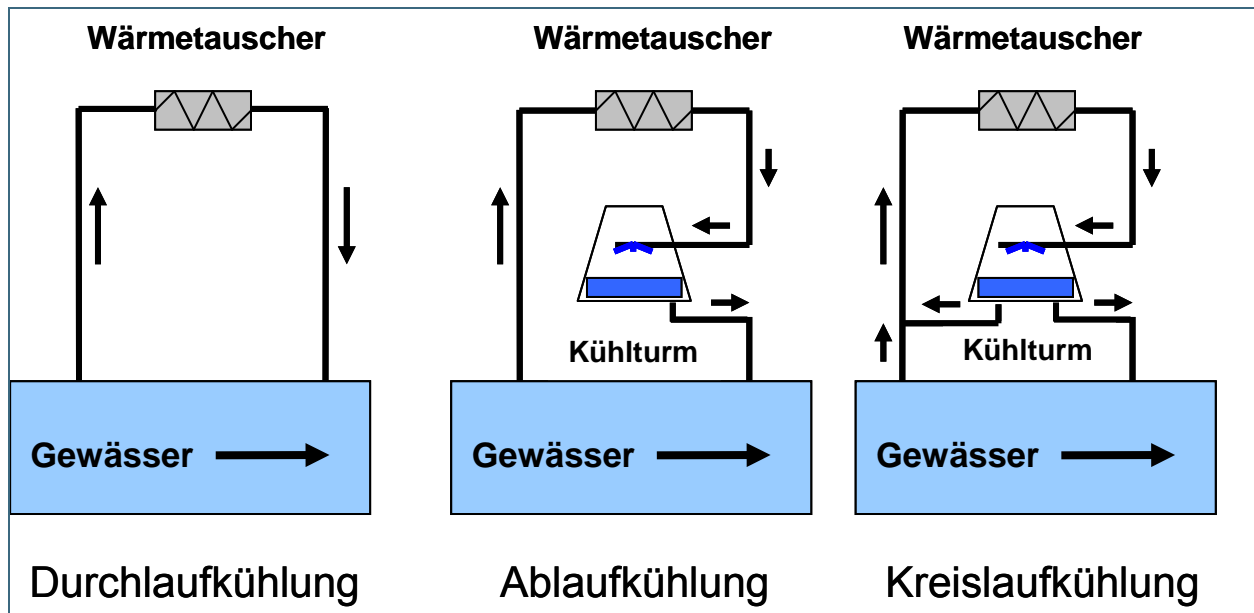 Wärmetauscher
Wärmetauscher
Wärmetauscher
Kühlturm
Kühlturm
Gewässer
Gewässer
Gewässer
Durchlaufkühlung
Ablaufkühlung
Kreislaufkühlung